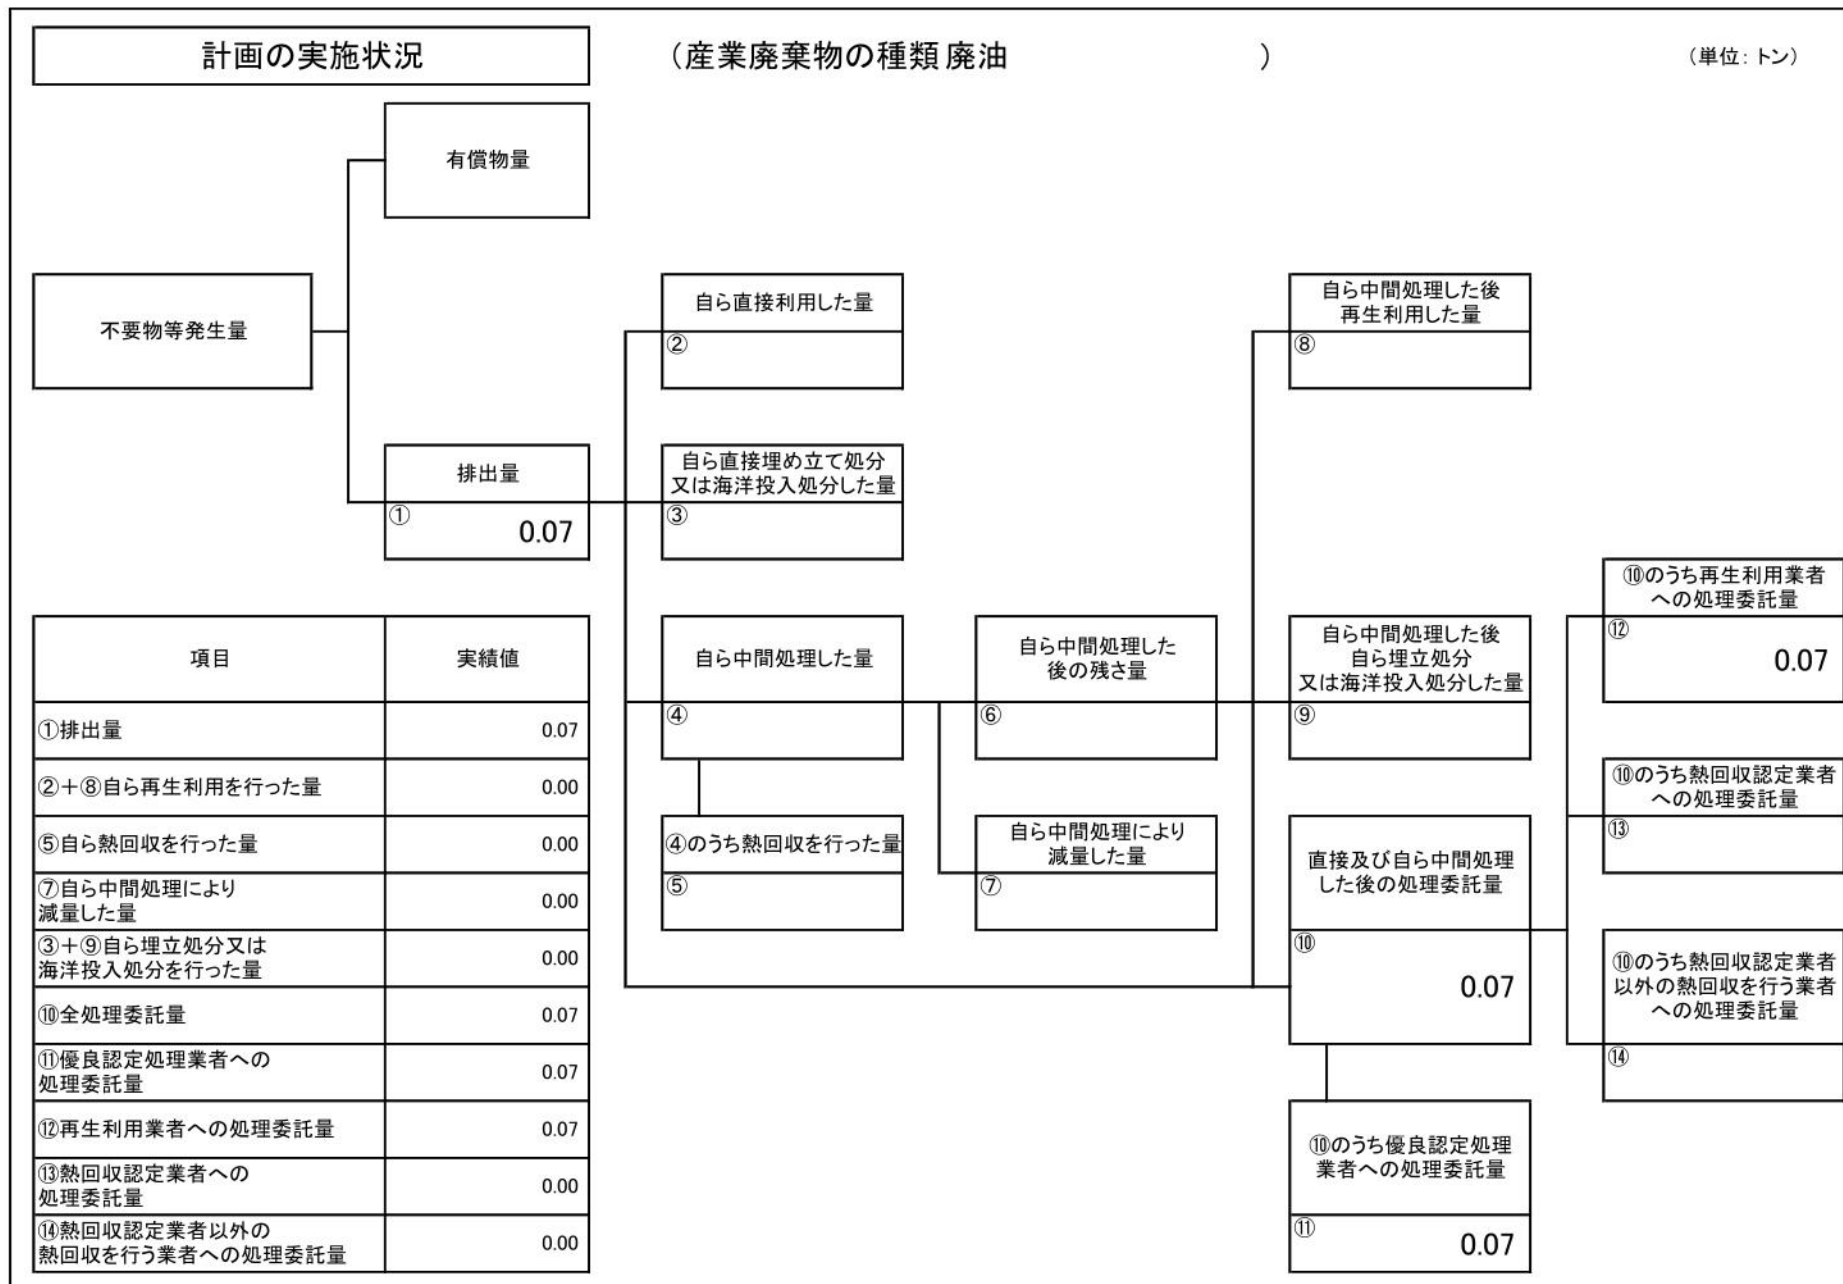 計画の実施状況
（産業廃棄物の種類 廃油　　　　　　　　）
（単位：トン）
有償物量
不要物等発生量
自ら直接利用した量
②
自ら中間処理した後
再生利用した量
⑧
排出量
①
0.07
自ら直接埋め立て処分
又は海洋投入処分した量
③
⑩のうち再生利用業者
への処理委託量
⑫
0.07
自ら中間処理した量
④
自ら中間処理した
後の残さ量
⑥
自ら中間処理した後
自ら埋立処分
又は海洋投入処分した量
⑨
⑩のうち熱回収認定業者
への処理委託量
⑬
④のうち熱回収を行った量
⑤
自ら中間処理により
減量した量
⑦
直接及び自ら中間処理
した後の処理委託量
⑩
0.07
⑩のうち熱回収認定業者
以外の熱回収を行う業者
への処理委託量
⑭
⑩のうち優良認定処理
業者への処理委託量
⑪
0.07
項目 実績値
①排出量 0.07
②＋⑧自ら再生利用を行った量 0.00
⑤自ら熱回収を行った量 0.00
⑦自ら中間処理により
減量した量 0.00
③＋⑨自ら埋立処分又は
海洋投入処分を行った量 0.00
⑩全処理委託量 0.07
⑪優良認定処理業者への
処理委託量 0.07
⑫再生利用業者への処理委託量 0.07
⑬熱回収認定業者への
処理委託量 0.00
⑭熱回収認定業者以外の
熱回収を行う業者への処理委託量 0.00